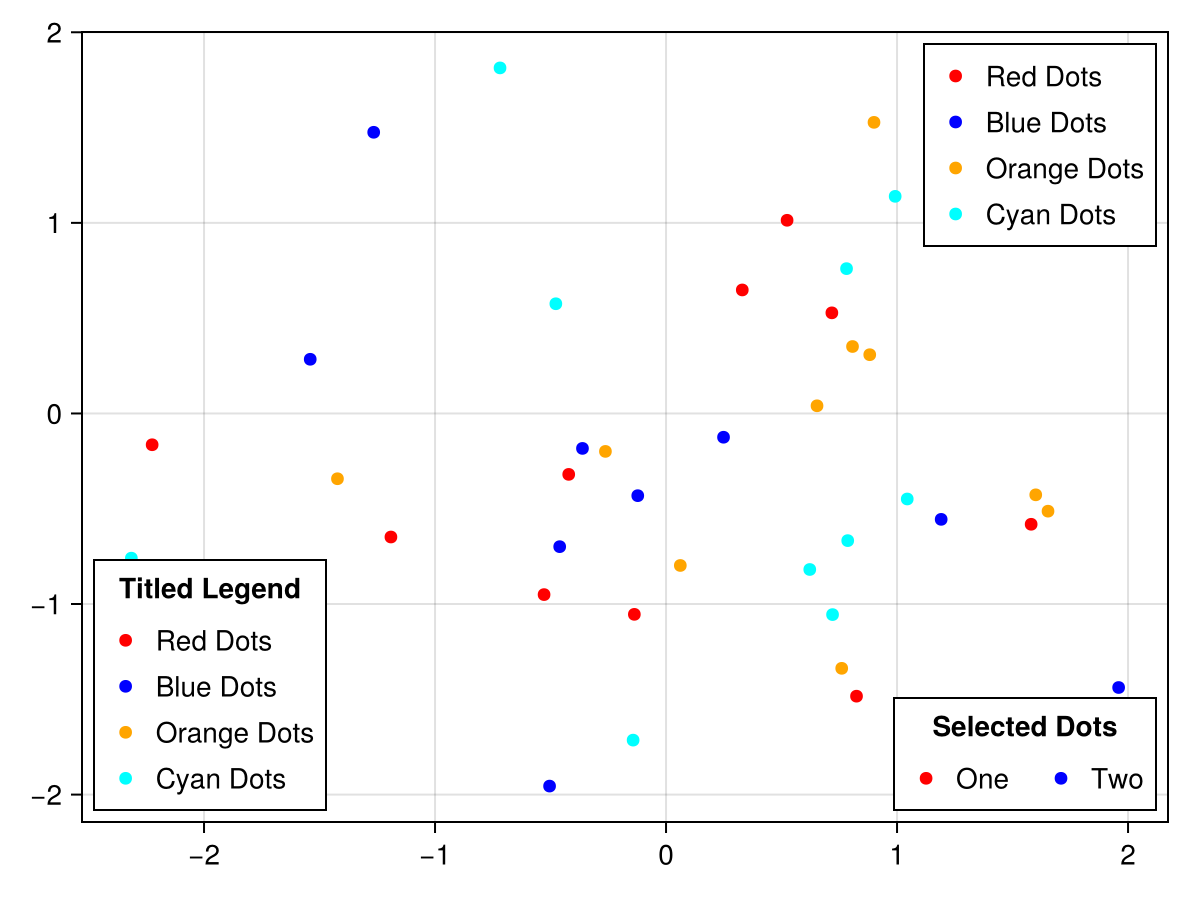 2
1
0
−1
−2
Red Dots
Blue Dots
Orange Dots
Cyan Dots
Titled Legend
Red Dots
Blue Dots
Orange Dots
Cyan Dots
Selected Dots
One Two
−2 −1 0 1 2